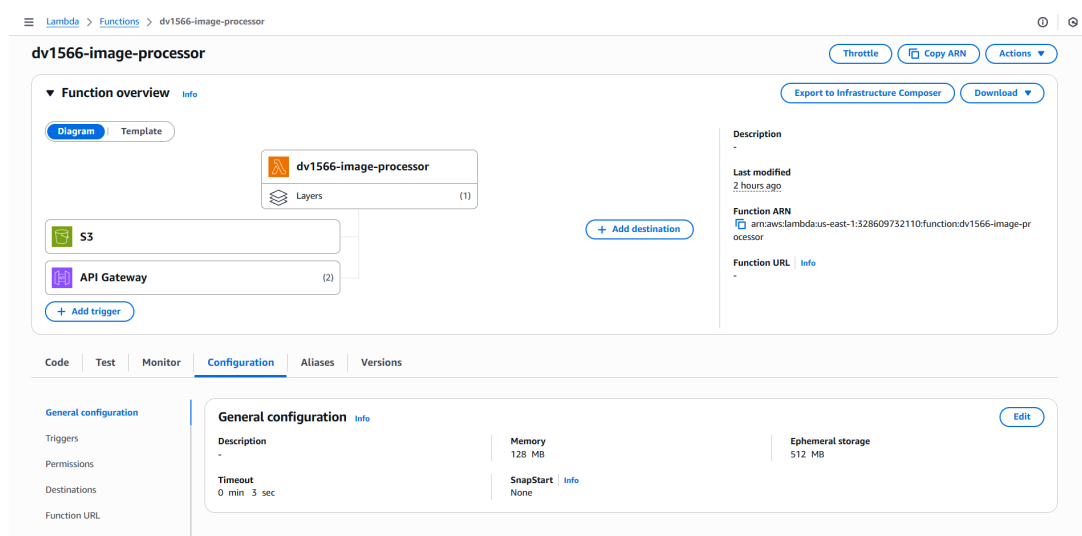 Lambda > Functions > dv1566-image-processor
dv1566-image-processor
Throttle Copy ARN Actions
Function overview Info
Export to Infrastructure Composer Download
Diagram Template
dv1566-image-processor
Layers (1)
S3
API Gateway (2)
+ Add trigger
+ Add destination
Description
-
Last modified
2 hours ago
Function ARN
arn:aws:lambda:us-east-1:328609732110:function:dv1566-image-pr
ocessor
Function URL Info
-
Code Test Monitor Configuration Aliases Versions
General configuration
Triggers
Permissions
Destinations
Function URL
General configuration Info
Edit
Description
-
Memory
128 MB
Ephemeral storage
512 MB
Timeout
0 min 3 sec
SnapStart Info
None